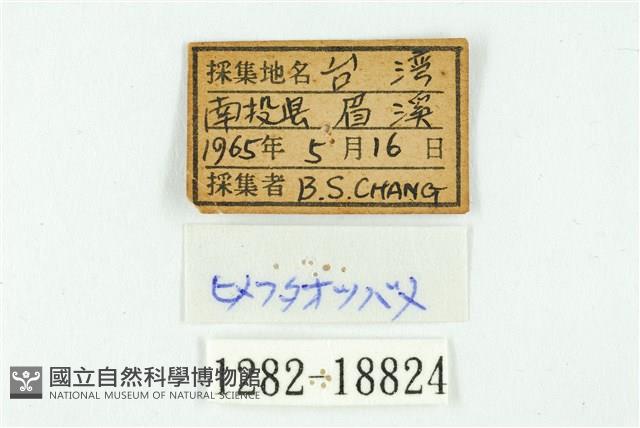 採集地名 台湾
南投县 眉溪
1965年 5月16日
採集者 B.S.CHANG
ヒメフタオツバメ
1282-18824
國立自然科學博物館
NATIONAL MUSEUM OF NATURAL SCIENCE